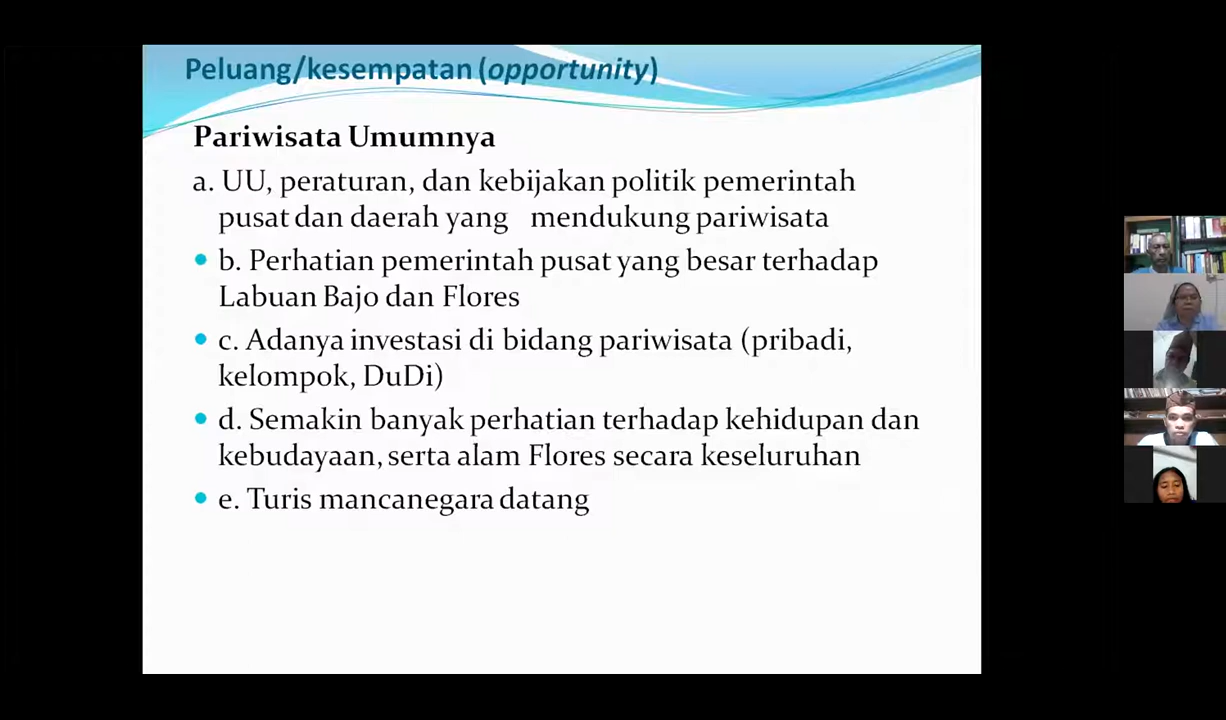 Peluang/kesempatan (opportunity)
Pariwisata Umumnya
a. UU, peraturan, dan kebijakan politik pemerintah
pusat dan daerah yang mendukung pariwisata
• b. Perhatian pemerintah pusat yang besar terhadap
Labuan Bajo dan Flores
• c. Adanya investasi di bidang pariwisata (pribadi,
kelompok, DuDi)
• d. Semakin banyak perhatian terhadap kehidupan dan
kebudayaan, serta alam Flores secara keseluruhan
• e. Turis mancanegara datang